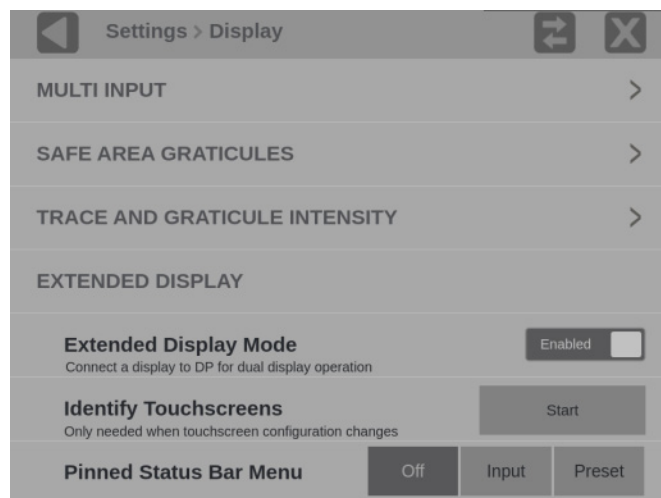 Settings > Display
MULTI INPUT
SAFE AREA GRATICULES
TRACE AND GRATICULE INTENSITY
EXTENDED DISPLAY
Extended Display Mode Enabled
Connect a display to DP for dual display operation
Identify Touchscreens Start
Only needed when touchscreen configuration changes
Pinned Status Bar Menu Off Input Preset